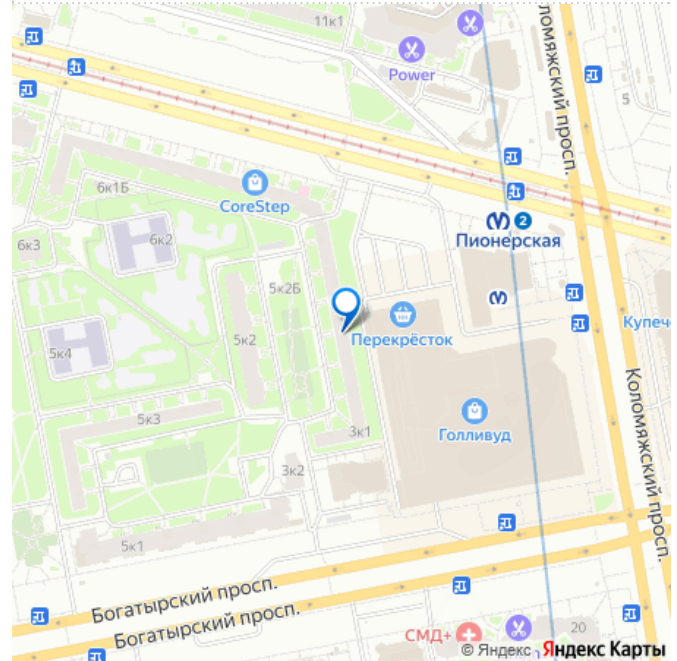 11к1
Power
Коломяжский просп.
5
6к1Б
CoreStep
6к3
6к2
2
Пионерская
5к2Б
Перекрёсток
Купеч
5к4
5к2
Голливуд
5к3
3к1
3к2
Коломяжский просп.
5к1
Богатырский просп.
Богатырский просп.
СМД+
20
© Яндекс Яндекс Карты